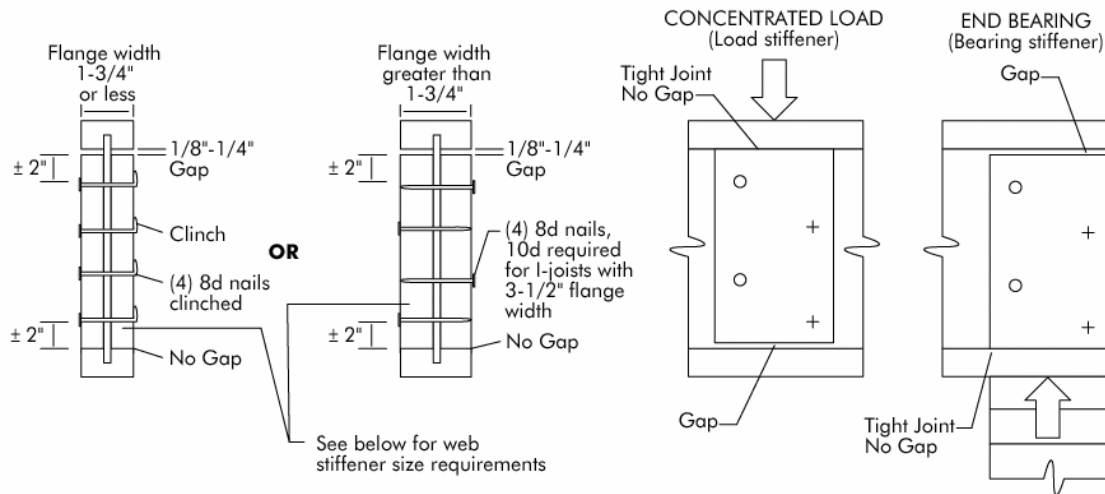 Flange width
1-3/4"
or less
± 2"
1/8"-1/4"
Gap
Clinch
(4) 8d nails
clinched
± 2"
No Gap
OR
Flange width
greater than
1-3/4"
± 2"
1/8"-1/4"
Gap
(4) 8d nails,
10d required
for I-joists with
3-1/2" flange
width
± 2"
No Gap
See below for web
stiffener size requirements
CONCENTRATED LOAD
(Load stiffener)
Tight Joint
No Gap
Gap
END BEARING
(Bearing stiffener)
Gap
Tight Joint
No Gap